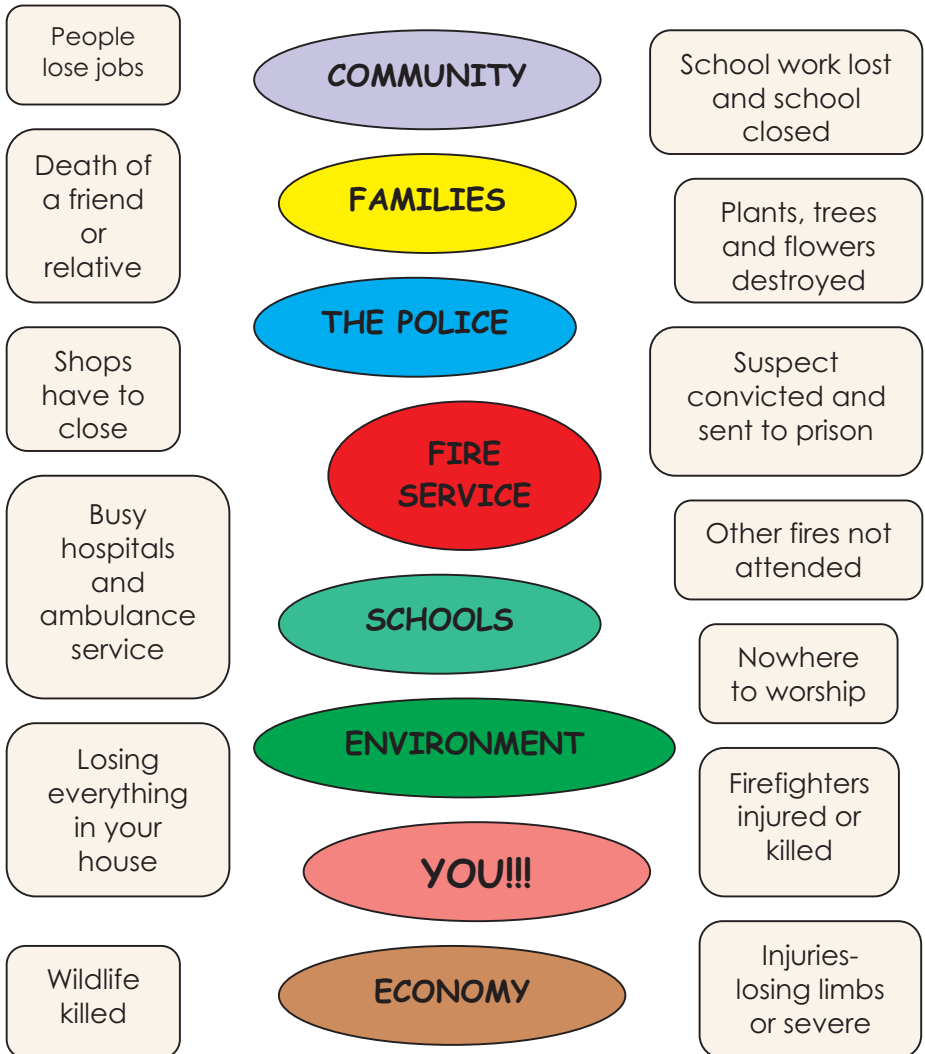 People
lose jobs
Death of
a friend
or
relative
Shops
have to
close
Busy
hospitals
and
ambulance
service
Losing
everything
in your
house
Wildlife
killed
COMMUNITY
FAMILIES
THE POLICE
FIRE
SERVICE
SCHOOLS
ENVIRONMENT
YOU!!!
ECONOMY
School work lost
and school
closed
Plants, trees
and flowers
destroyed
Suspect
convicted and
sent to prison
Other fires not
attended
Nowhere
to worship
Firefighters
injured or
killed
Injuries-
losing limbs
or severe